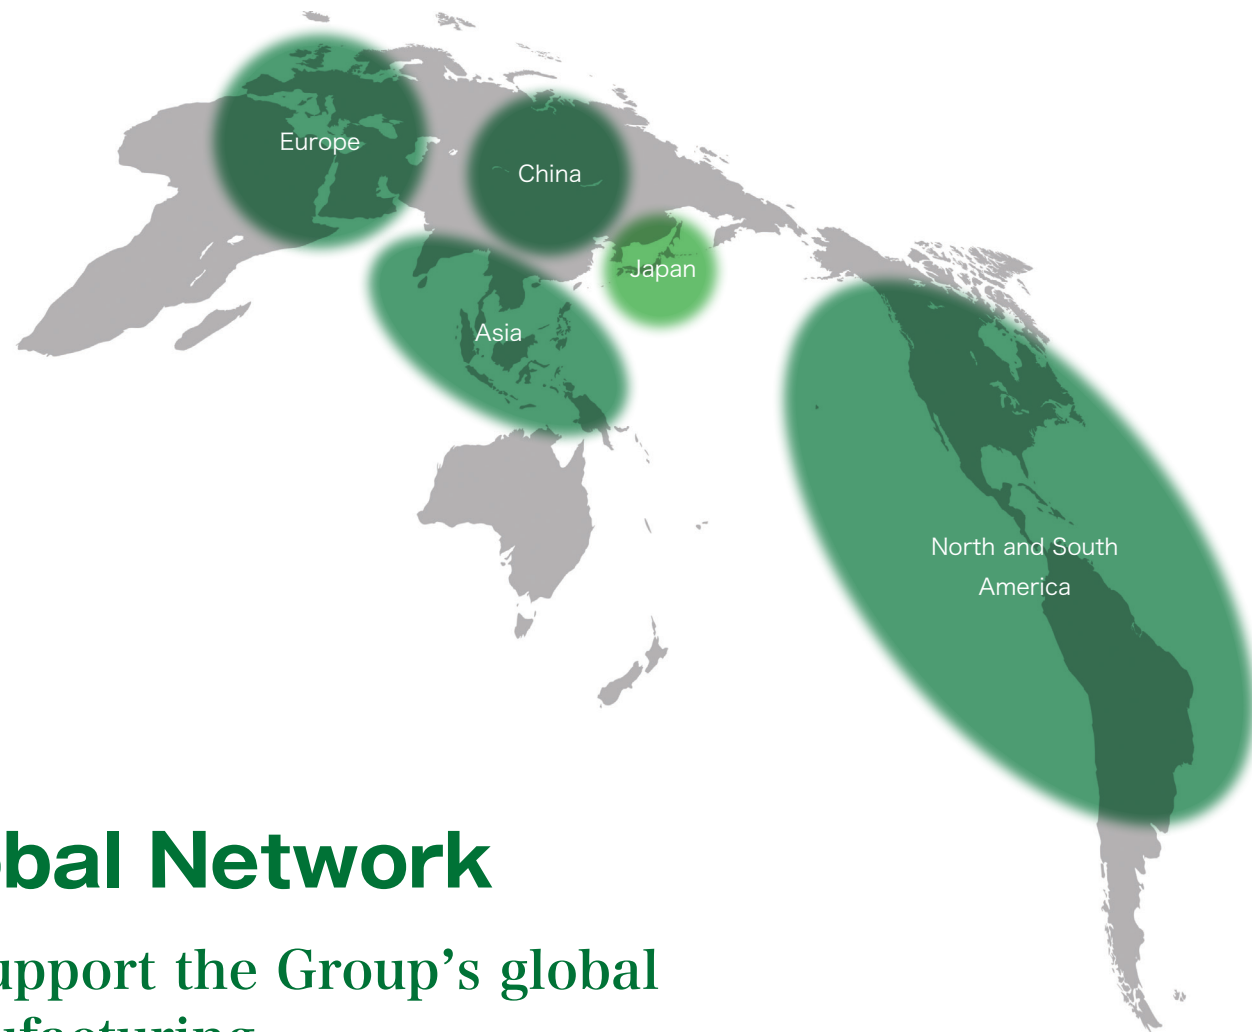 Europe
China
Japan
Asia
North and South
America
bal Network
upport the Group’s global